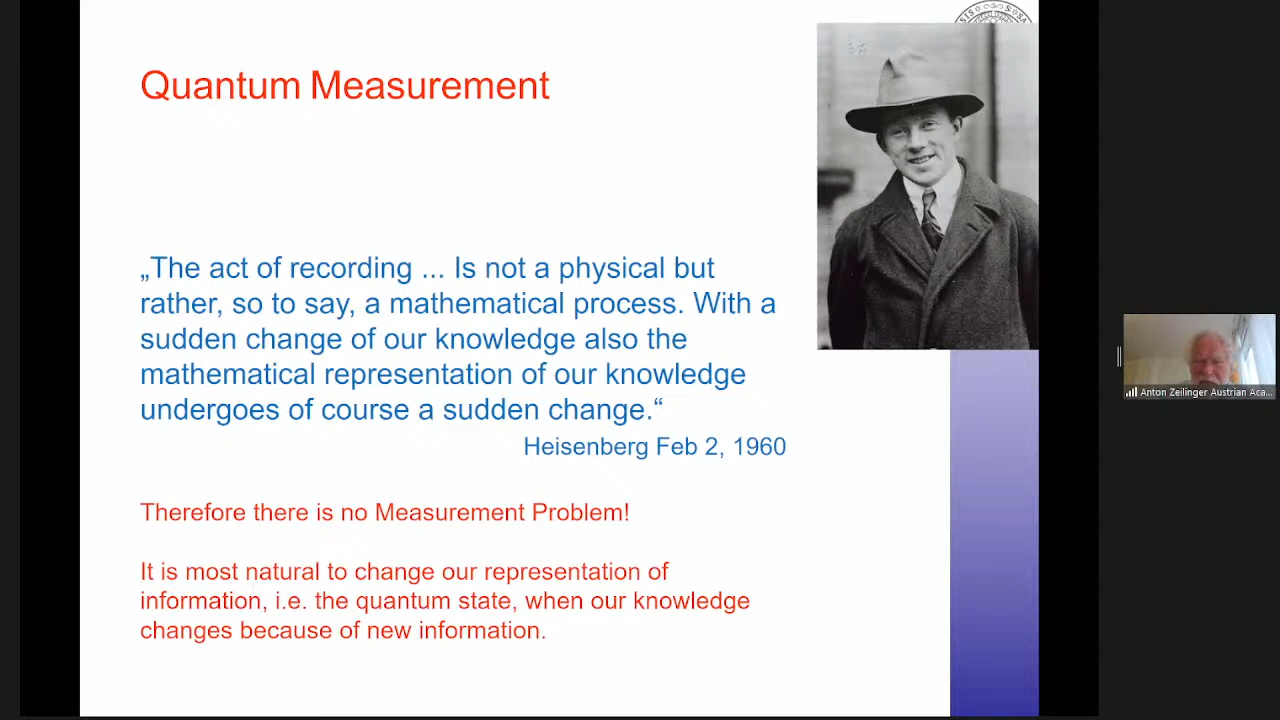 Quantum Measurement
„The act of recording ... Is not a physical but
rather, so to say, a mathematical process. With a
sudden change of our knowledge also the
mathematical representation of our knowledge
undergoes of course a sudden change.“
Heisenberg Feb 2, 1960
Therefore there is no Measurement Problem!
It is most natural to change our representation of
information, i.e. the quantum state, when our knowledge
changes because of new information.
Anton Zeilinger Austrian Aca...